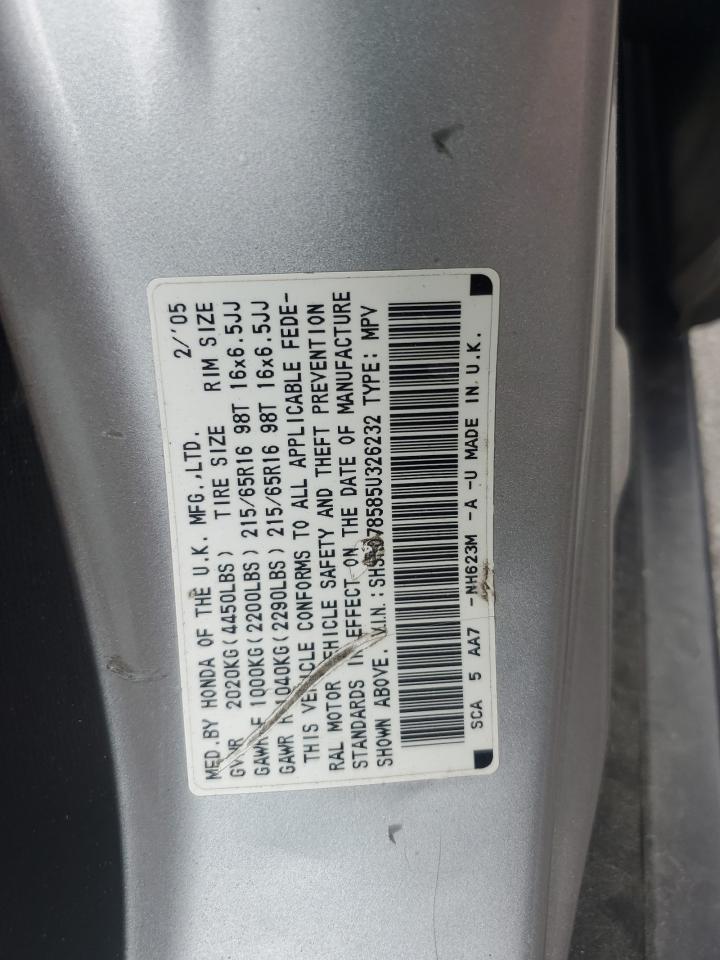 MFD.BY HONDA OF THE U.K. MFG.,LTD. 2/'05
GVWR 2020KG(4450LBS) TIRE SIZE RIM SIZE
GAWR F 1000KG(2200LBS) 215/65R16 98T 16x6.5JJ
GAWR R 1040KG(2290LBS) 215/65R16 98T 16x6.5JJ
THIS VEHICLE CONFORMS TO ALL APPLICABLE FEDE-
RAL MOTOR VEHICLE SAFETY AND THEFT PREVENTION
STANDARDS IN EFFECT ON THE DATE OF MANUFACTURE
SHOWN ABOVE. V.I.N.: TYPE: MPV
SCA 5 AA7 -NH623M -A -U MADE IN U.K.